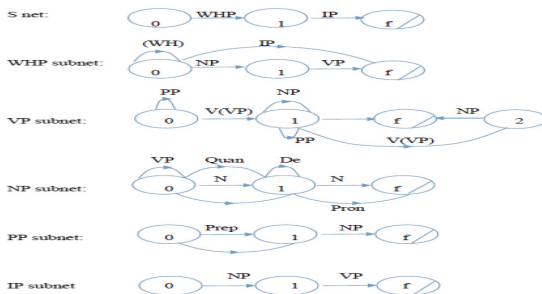 S net: 0 WHP 1 IP f
(WH) IP
WHP subnet: 0 NP 1 VP f
PP NP NP
VP subnet: 0 V(VP) 1 f 2
PP V(VP)
VP Quan De
NP subnet: 0 N 1 N f
Pron
PP subnet: 0 Prep 1 NP f
IP subnet 0 NP 1 VP f